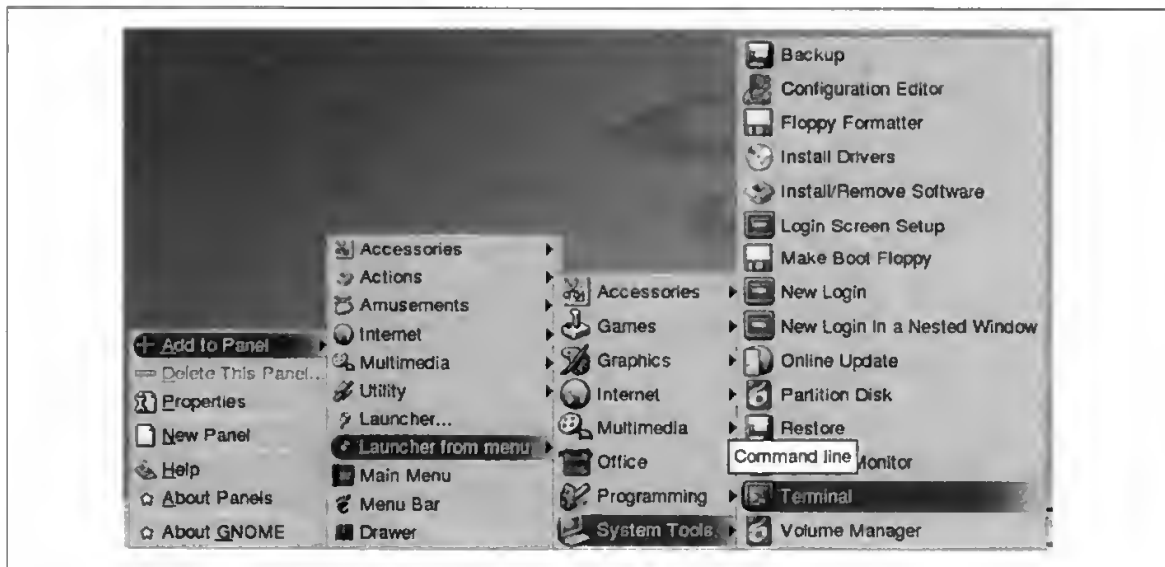 Add to Panel
Delete This Panel...
Properties
New Panel
Help
About Panels
About GNOME
Accessories
Actions
Amusements
Internet
Multimedia
Utility
Launcher...
Launcher from menu
Main Menu
Menu Bar
Drawer
Accessories
Games
Graphics
Internet
Multimedia
Office
Programming
System Tools
Backup
Configuration Editor
Floppy Formatter
Install Drivers
Install/Remove Software
Login Screen Setup
Make Boot Floppy
New Login
New Login in a Nested Window
Online Update
Partition Disk
Restore
Command line
Monitor
Terminal
Volume Manager